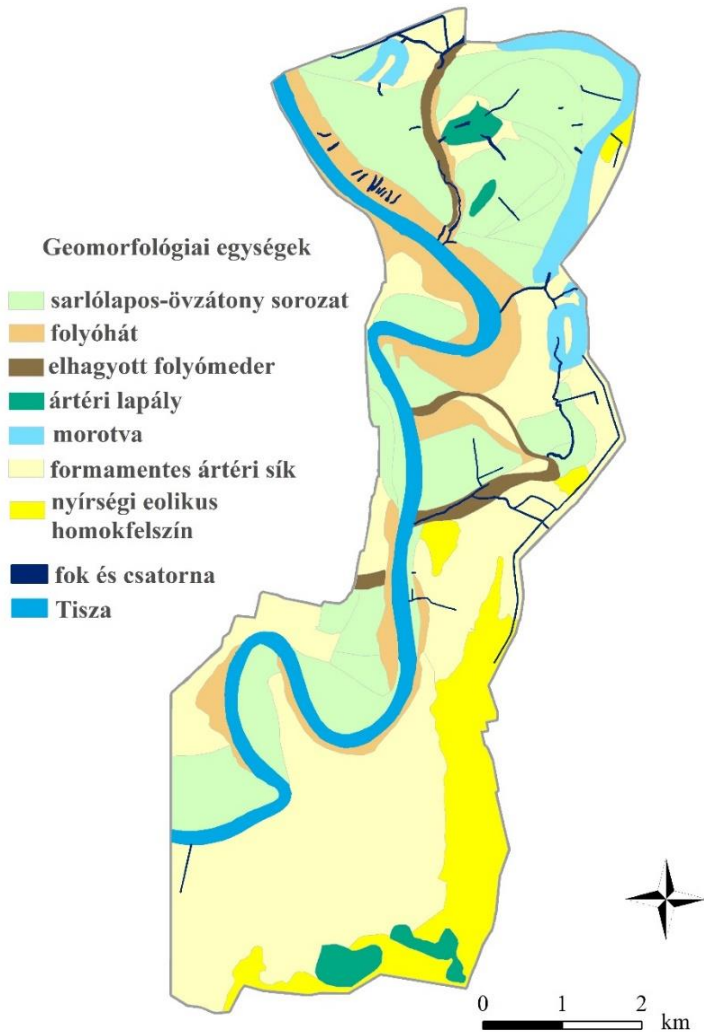 Geomorfológiai egységek
sarlólapos-övzátony sorozat
folyóhát
elhagyott folyómeder
ártéri lapály
morotva
formamentes ártéri sík
nyírségi eolikus
homokfelszín
fok és csatorna
Tisza
0 1 2
km